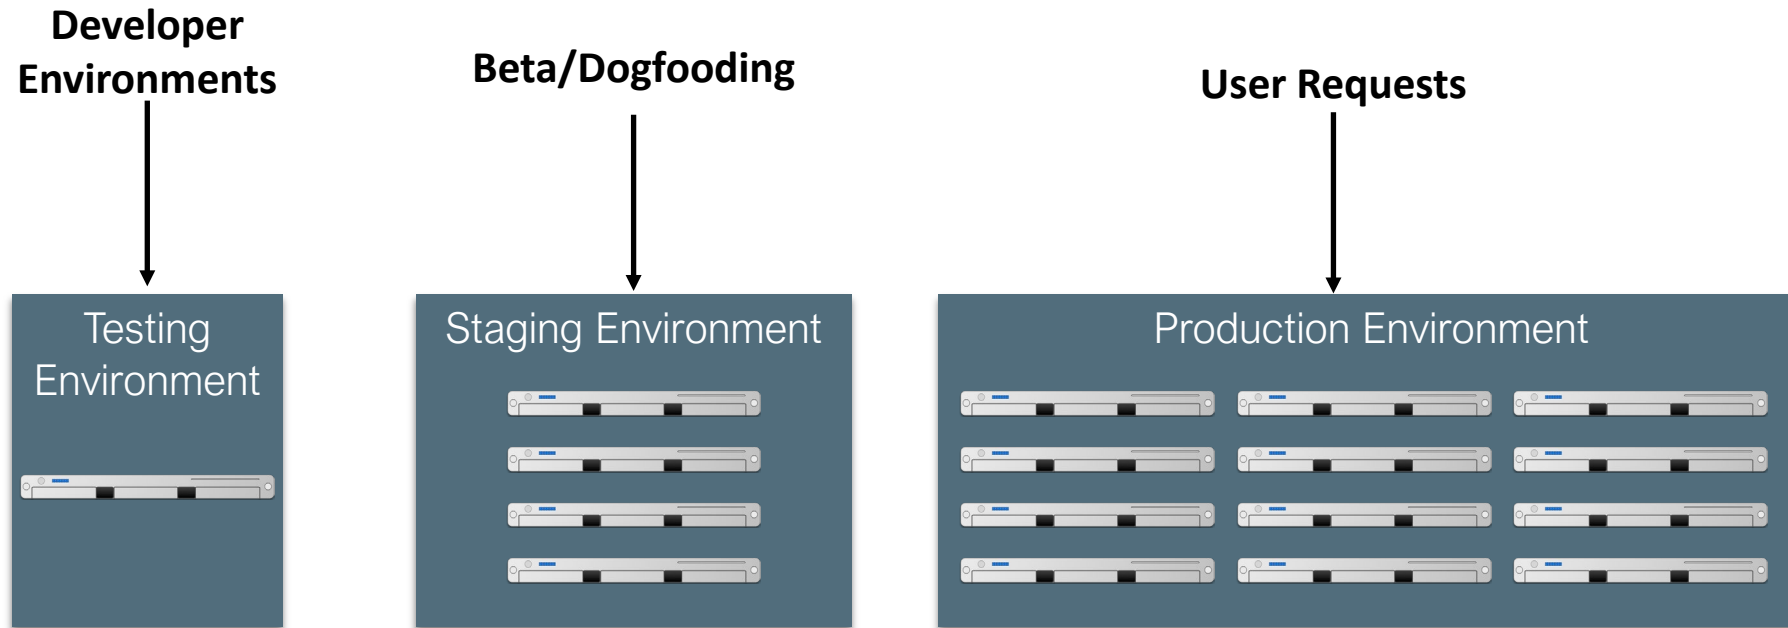 Developer
Environments
Beta/Dogfooding
User Requests
Testing
Environment
Staging Environment
Production Environment